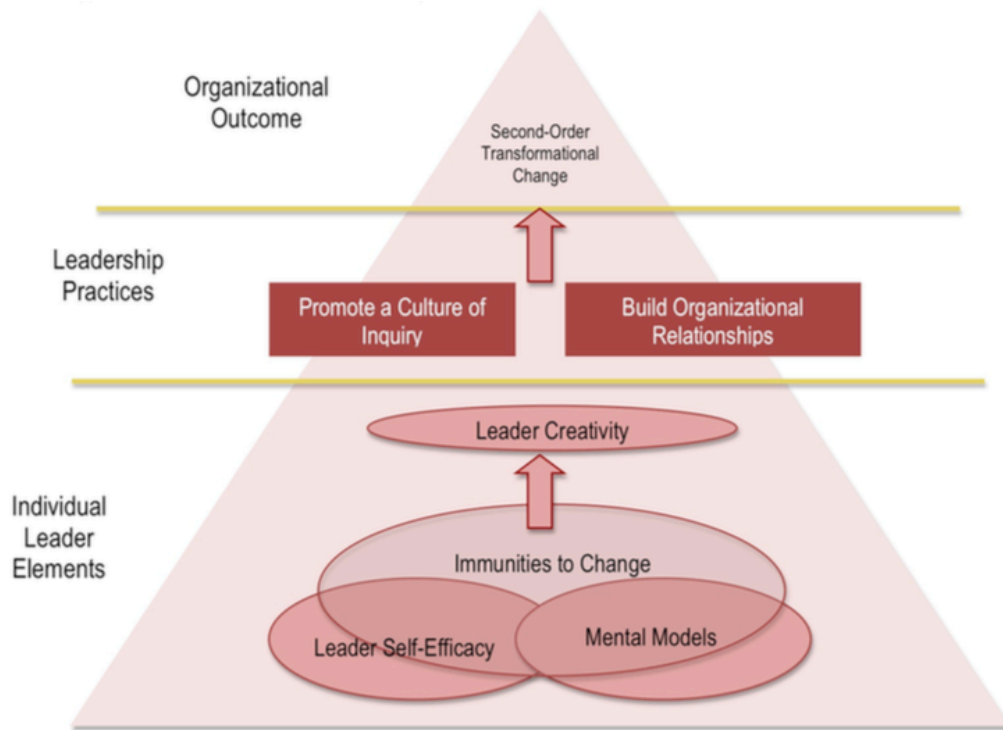 Organizational
Outcome
Second-Order
Transformational
Change
Leadership
Practices
Promote a Culture of
Inquiry
Build Organizational
Relationships
Leader Creativity
Individual
Leader
Elements
Immunities to Change
Leader Self-Efficacy
Mental Models